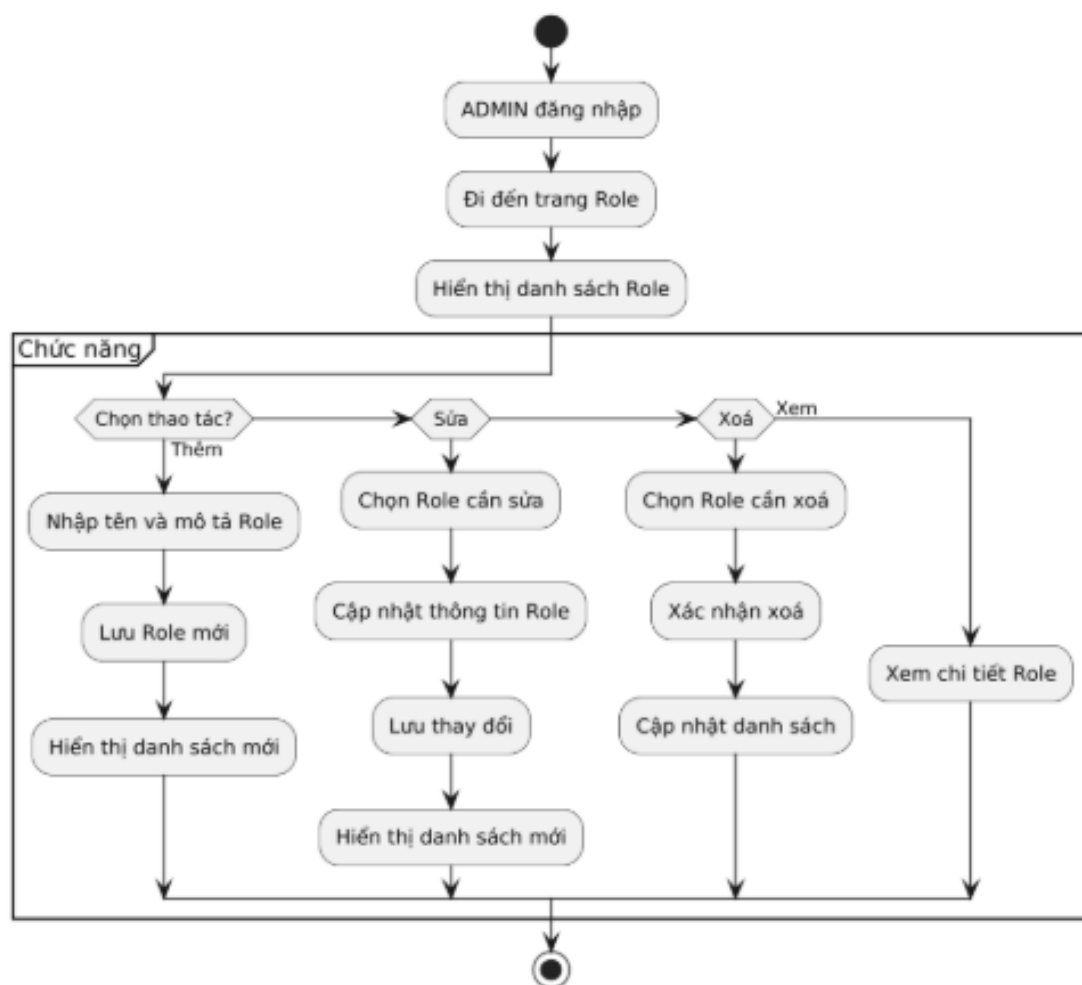 ADMIN đăng nhập
Đi đến trang Role
Hiển thị danh sách Role
Chức năng
Chọn thao tác?
Thêm
Nhập tên và mô tả Role
Lưu Role mới
Hiển thị danh sách mới
Sửa
Chọn Role cần sửa
Cập nhật thông tin Role
Lưu thay đổi
Hiển thị danh sách mới
Xoá
Chọn Role cần xoá
Xác nhận xoá
Cập nhật danh sách
Xem
Xem chi tiết Role